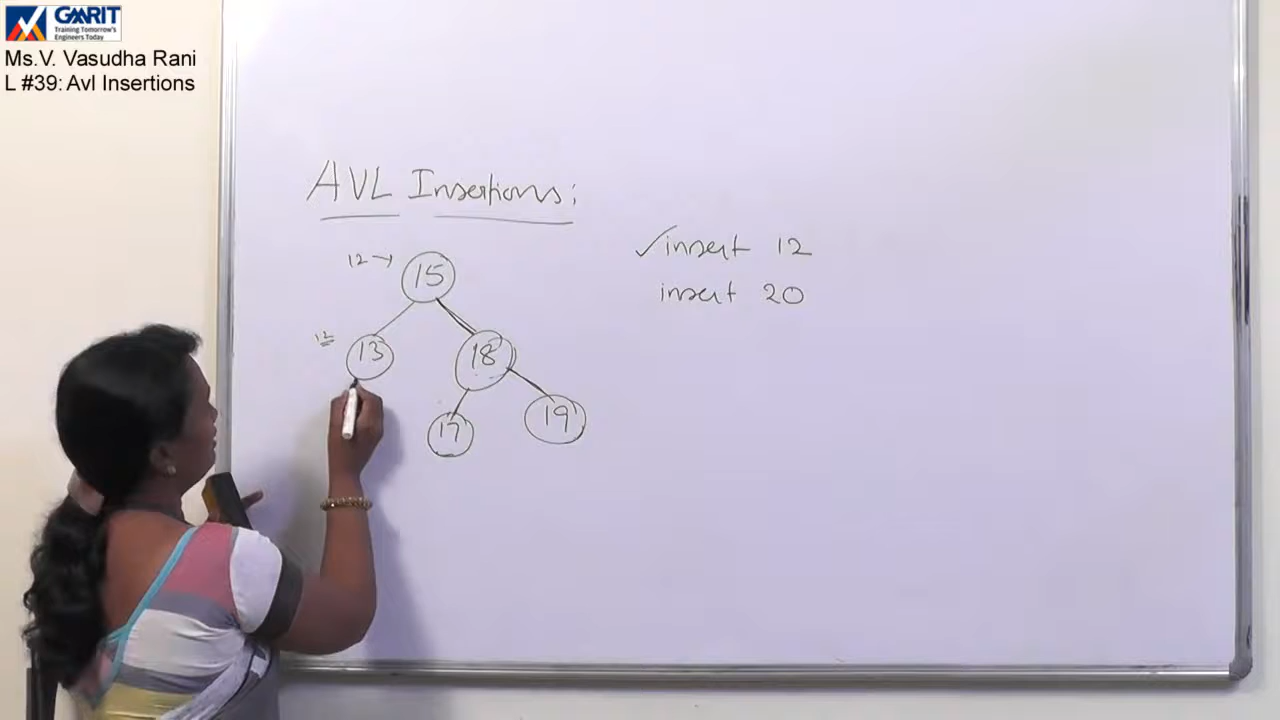 GMRIT
Training Tomorrow's
Engineers Today
Ms.V. Vasudha Rani
L #39: Avl Insertions
AVL Insertions:
12 → 15
✓insert 12
insert 20
12
13
18
17
19